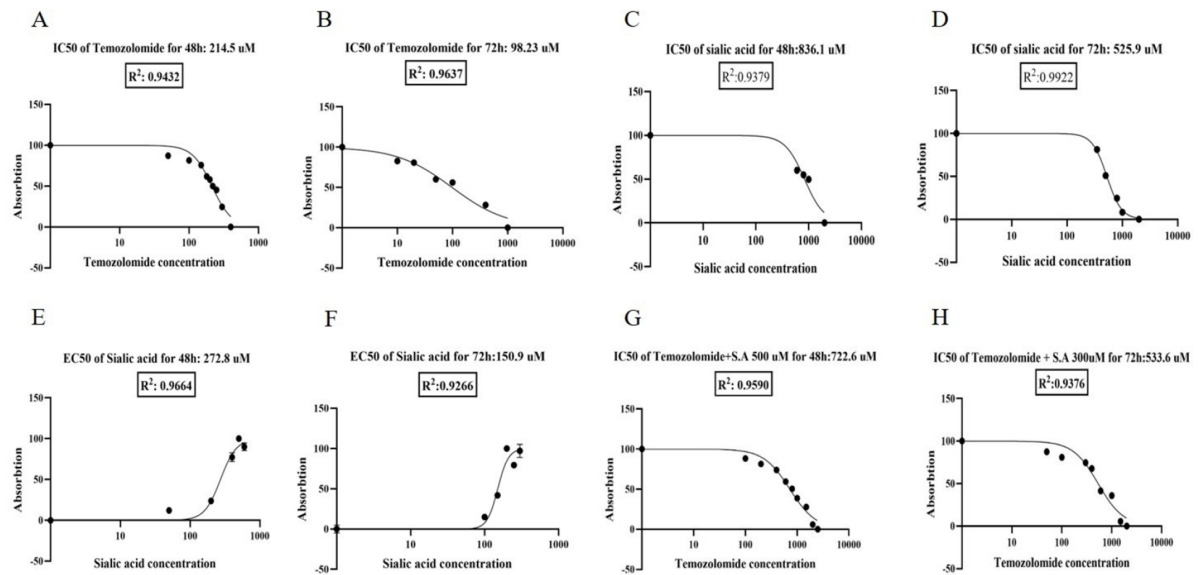 A
IC50 of Temozolomide for 48h: 214.5 uM
R2: 0.9432
150
100
50
0
-50
10
100
1000
Absorbtion
Temozolomide concentration
B
IC50 of Temozolomide for 72h: 98.23 uM
R2: 0.9637
150
100
50
0
-50
10
100
1000
10000
Absorbtion
Temozolomide concentration
C
IC50 of sialic acid for 48h:836.1 uM
R2:0.9379
150
100
50
0
-50
10
100
1000
10000
Absorbtion
Sialic acid concentration
D
IC50 of sialic acid for 72h: 525.9 uM
R2:0.9922
150
100
50
0
-50
10
100
1000
10000
Absorbtion
Sialic acid concentration
E
EC50 of Sialic acid for 48h: 272.8 uM
R2: 0.9664
150
100
50
0
-50
10
100
1000
Absorbtion
Sialic acid concentration
F
EC50 of Sialic acid for 72h:150.9 uM
R2:0.9266
150
100
50
0
-50
100
1000
Absorbtion
Sialic acid concentration
G
IC50 of Temozolomide+S.A 500 uM for 48h:722.6 uM
R2: 0.9590
150
100
50
0
-50
10
100
1000
10000
Absorbtion
Temozolomide concentration
H
IC50 of Temozolomide + S.A 300uM for 72h:533.6 uM
R2:0.9376
150
100
50
0
-50
10
100
1000
10000
Absorbtion
Temozolomide concentration